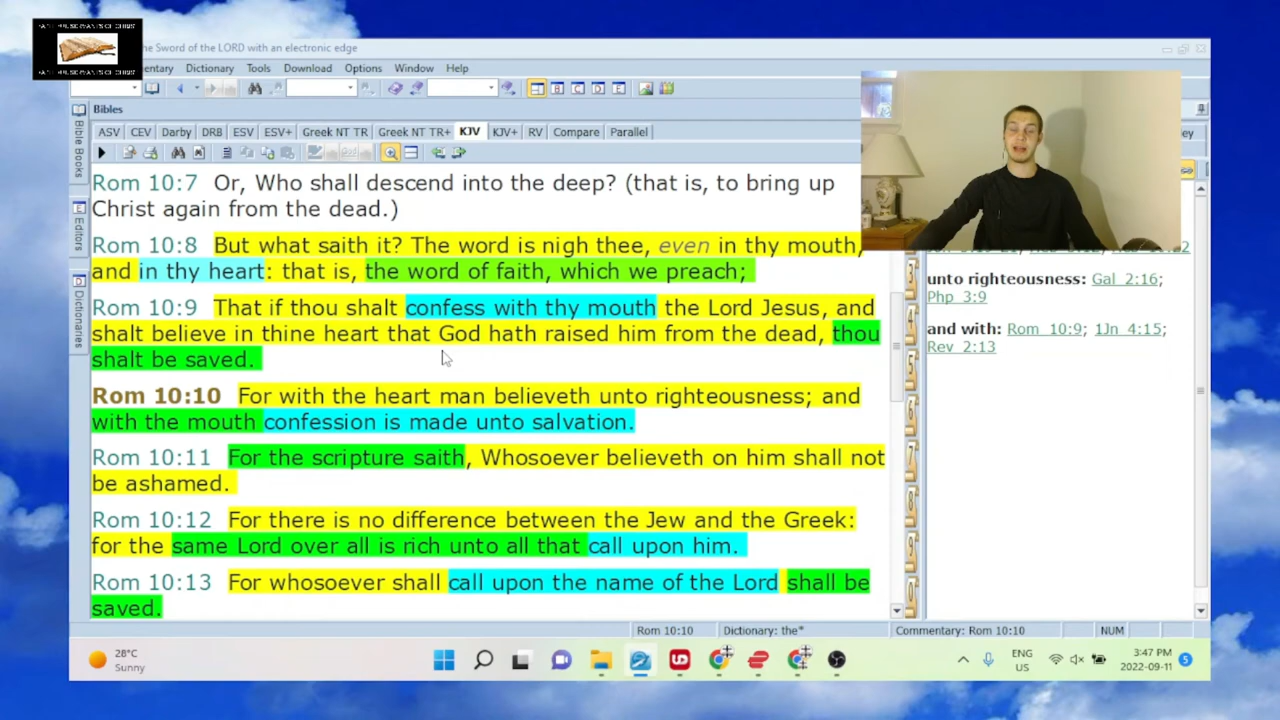 the Sword of the LORD with an electronic edge
Dictionary Tools Download Options Window Help
Bibles
ASV CEV Darby DRB ESV ESV+ Greek NT TR Greek NT TR+ KJV KJV+ RV Compare Parallel
Bible Books
Editors
Dictionaries
Rom 10:7 Or, Who shall descend into the deep? (that is, to bring up
Christ again from the dead.)
Rom 10:8 But what saith it? The word is nigh thee, even in thy mouth,
and in thy heart: that is, the word of faith, which we preach;
Rom 10:9 That if thou shalt confess with thy mouth the Lord Jesus, and
shalt believe in thine heart that God hath raised him from the dead, thou
shalt be saved.
Rom 10:10 For with the heart man believeth unto righteousness; and
with the mouth confession is made unto salvation.
Rom 10:11 For the scripture saith, Whosoever believeth on him shall not
be ashamed.
Rom 10:12 For there is no difference between the Jew and the Greek:
for the same Lord over all is rich unto all that call upon him.
Rom 10:13 For whosoever shall call upon the name of the Lord shall be
saved.
unto righteousness: Gal 2:16;
Php 3:9
and with: Rom 10:9; 1Jn 4:15;
Rev 2:13
Rom 10:10 Dictionary: the* Commentary: Rom 10:10 NUM
28°C
Sunny
ENG
US
3:47 PM
2022-09-11
5